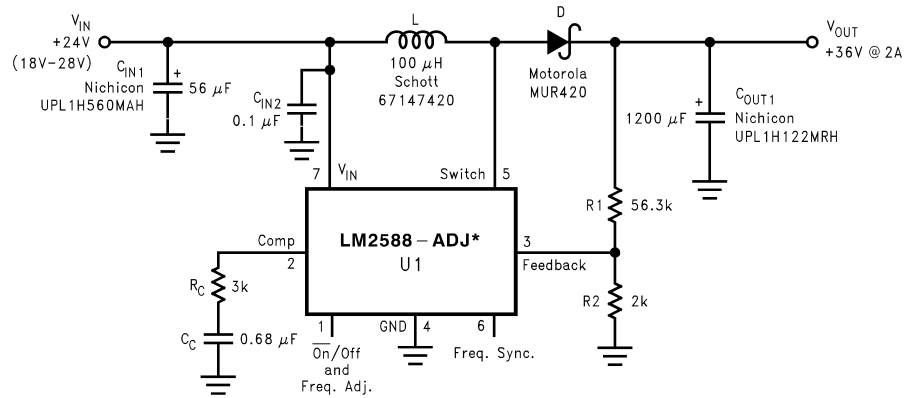 V_IN
+24V
(18V-28V)
C_IN1
Nichicon
UPL1H560MAH
+
56 µF
C_IN2
0.1 µF
L
100 µH
Schott
67147420
D
Motorola
MUR420
V_OUT
+36V @ 2A
+
1200 µF
C_OUT1
Nichicon
UPL1H122MRH
7
V_IN
Switch
5
R1
56.3k
LM2588-ADJ*
U1
Comp
2
3
Feedback
R_C
3k
C_C
0.68 µF
R2
2k
1
GND
4
6
On/Off
and
Freq. Adj.
Freq. Sync.